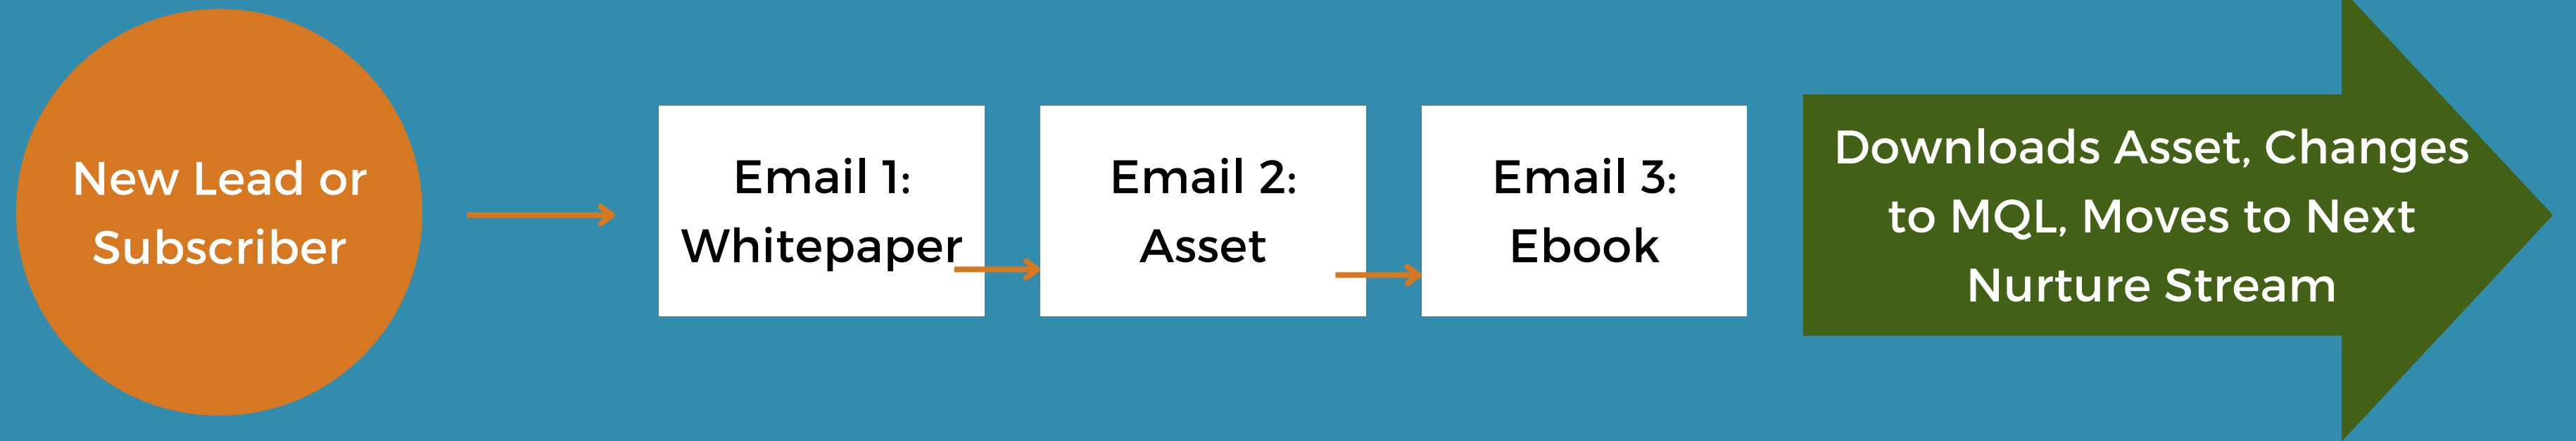 New Lead or
Subscriber
Email 1:
Whitepaper
Email 2:
Asset
Email 3:
Ebook
Downloads Asset, Changes
to MQL, Moves to Next
Nurture Stream